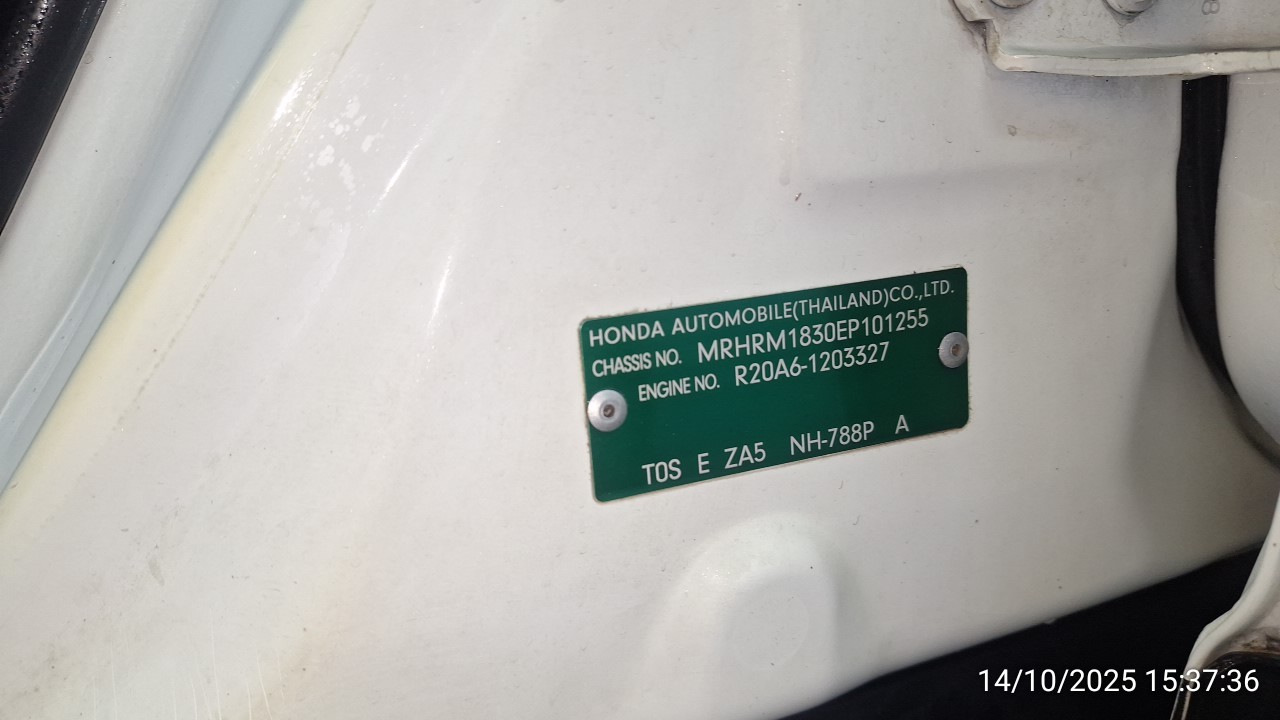 HONDA AUTOMOBILE(THAILAND)CO.,LTD.
CHASSIS NO. MRHRM1830EP101255
ENGINE NO. R20A6-1203327
T0S E ZA5 NH-788P A
14/10/2025 15:37:36